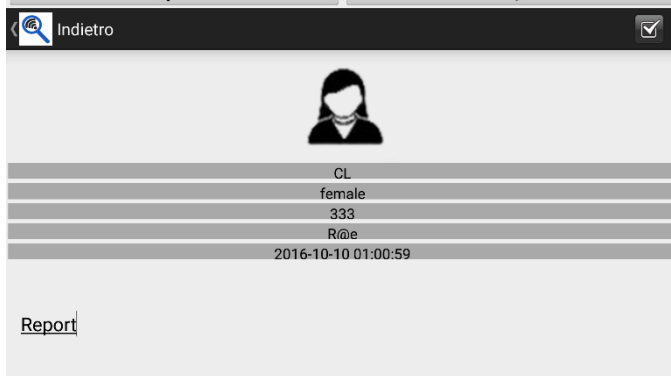 Indietro
CL
female
333
R@e
2016-10-10 01:00:59
Report